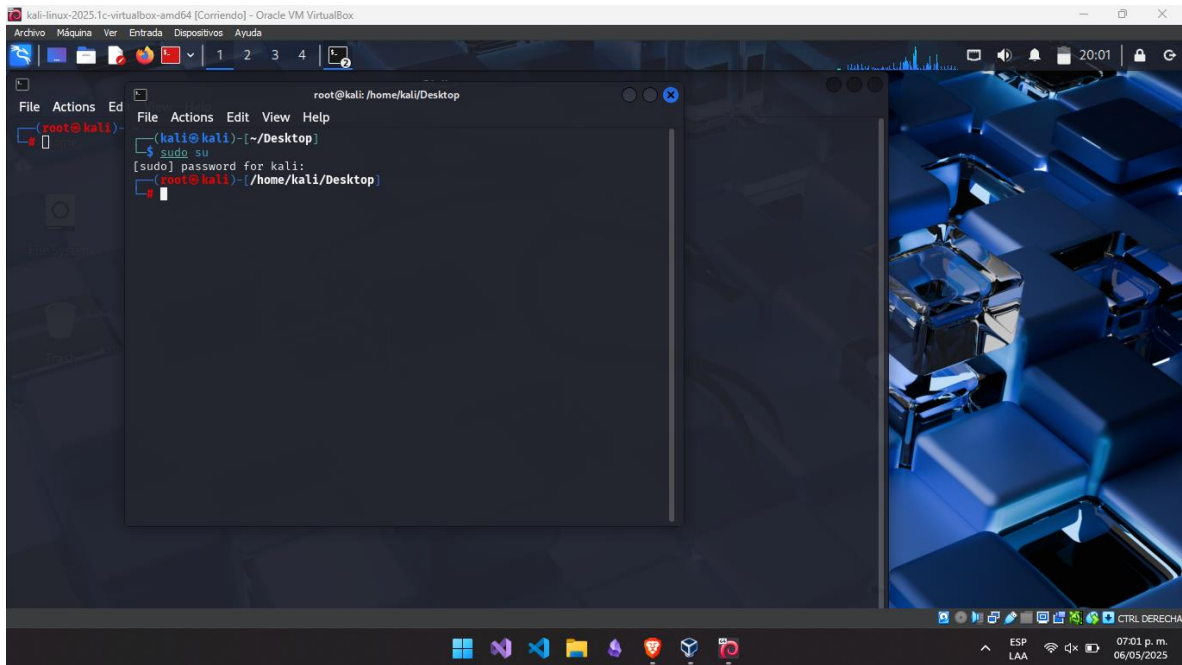 kali-linux-2025.1c-virtualbox-amd64 [Corriendo] - Oracle VM VirtualBox
Archivo Máquina Ver Entrada Dispositivos Ayuda
1 2 3 4 2 20:01
File Actions Ed
(root㉿kali)-
#
root@kali: /home/kali/Desktop
File Actions Edit View Help
(kali㉿kali)-[~/Desktop]
$ sudo su
[sudo] password for kali:
(root㉿kali)-[/home/kali/Desktop]
#
CTRL DERECHA
ESP
LAA
07:01 p. m.
06/05/2025